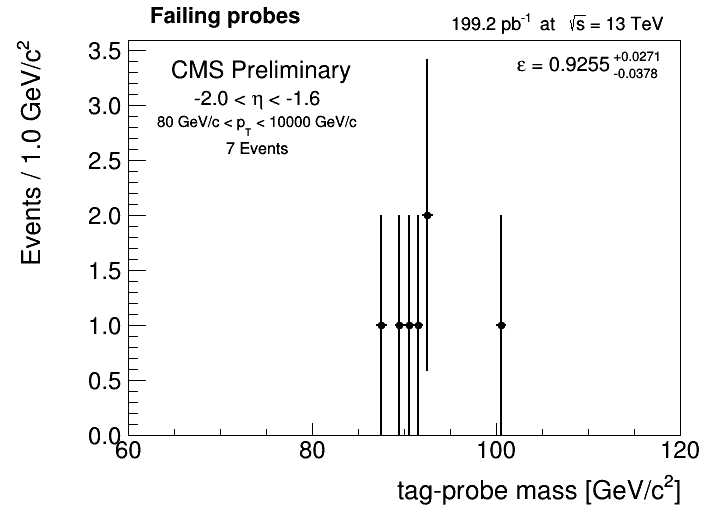 Failing probes
199.2 pb⁻¹ at √s = 13 TeV
CMS Preliminary
-2.0 < η < -1.6
80 GeV/c < p_T < 10000 GeV/c
7 Events
ε = 0.9255 +0.0271 -0.0378
Events / 1.0 GeV/c²
3.5
3.0
2.5
2.0
1.5
1.0
0.5
0.0
60 80 100 120
tag-probe mass [GeV/c²]